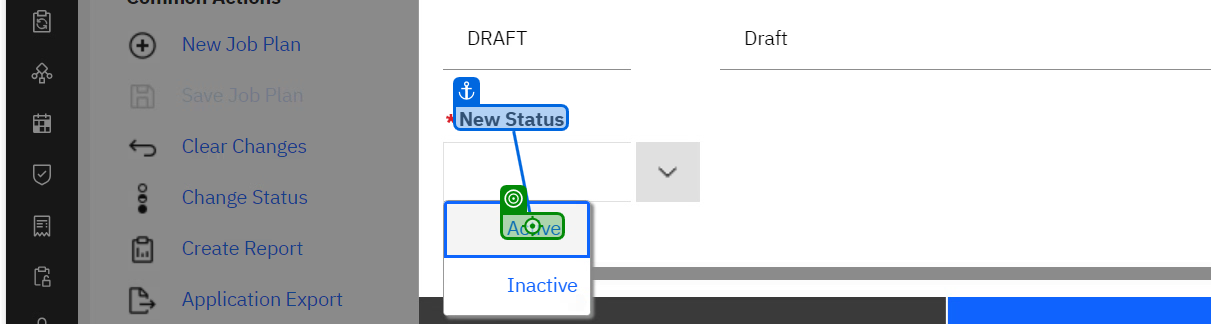 Common Actions
New Job Plan
Save Job Plan
Clear Changes
Change Status
Create Report
Application Export
DRAFT
Draft
* New Status
Active
Inactive